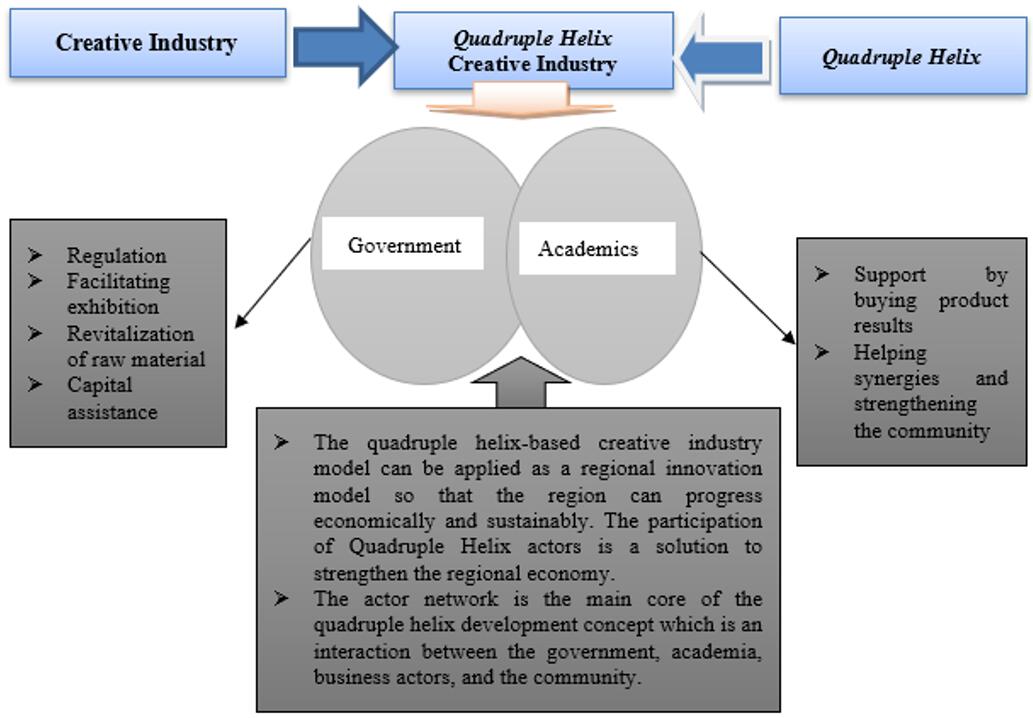 Creative Industry
Quadruple Helix
Creative Industry
Quadruple Helix
Government
Academics
➢ Regulation
➢ Facilitating
exhibition
➢ Revitalization
of raw material
➢ Capital
assistance
➢ Support by
buying product
results
➢ Helping
synergies and
strengthening
the community
➢ The quadruple helix-based creative industry
model can be applied as a regional innovation
model so that the region can progress
economically and sustainably. The participation
of Quadruple Helix actors is a solution to
strengthen the regional economy.
➢ The actor network is the main core of the
quadruple helix development concept which is an
interaction between the government, academia,
business actors, and the community.